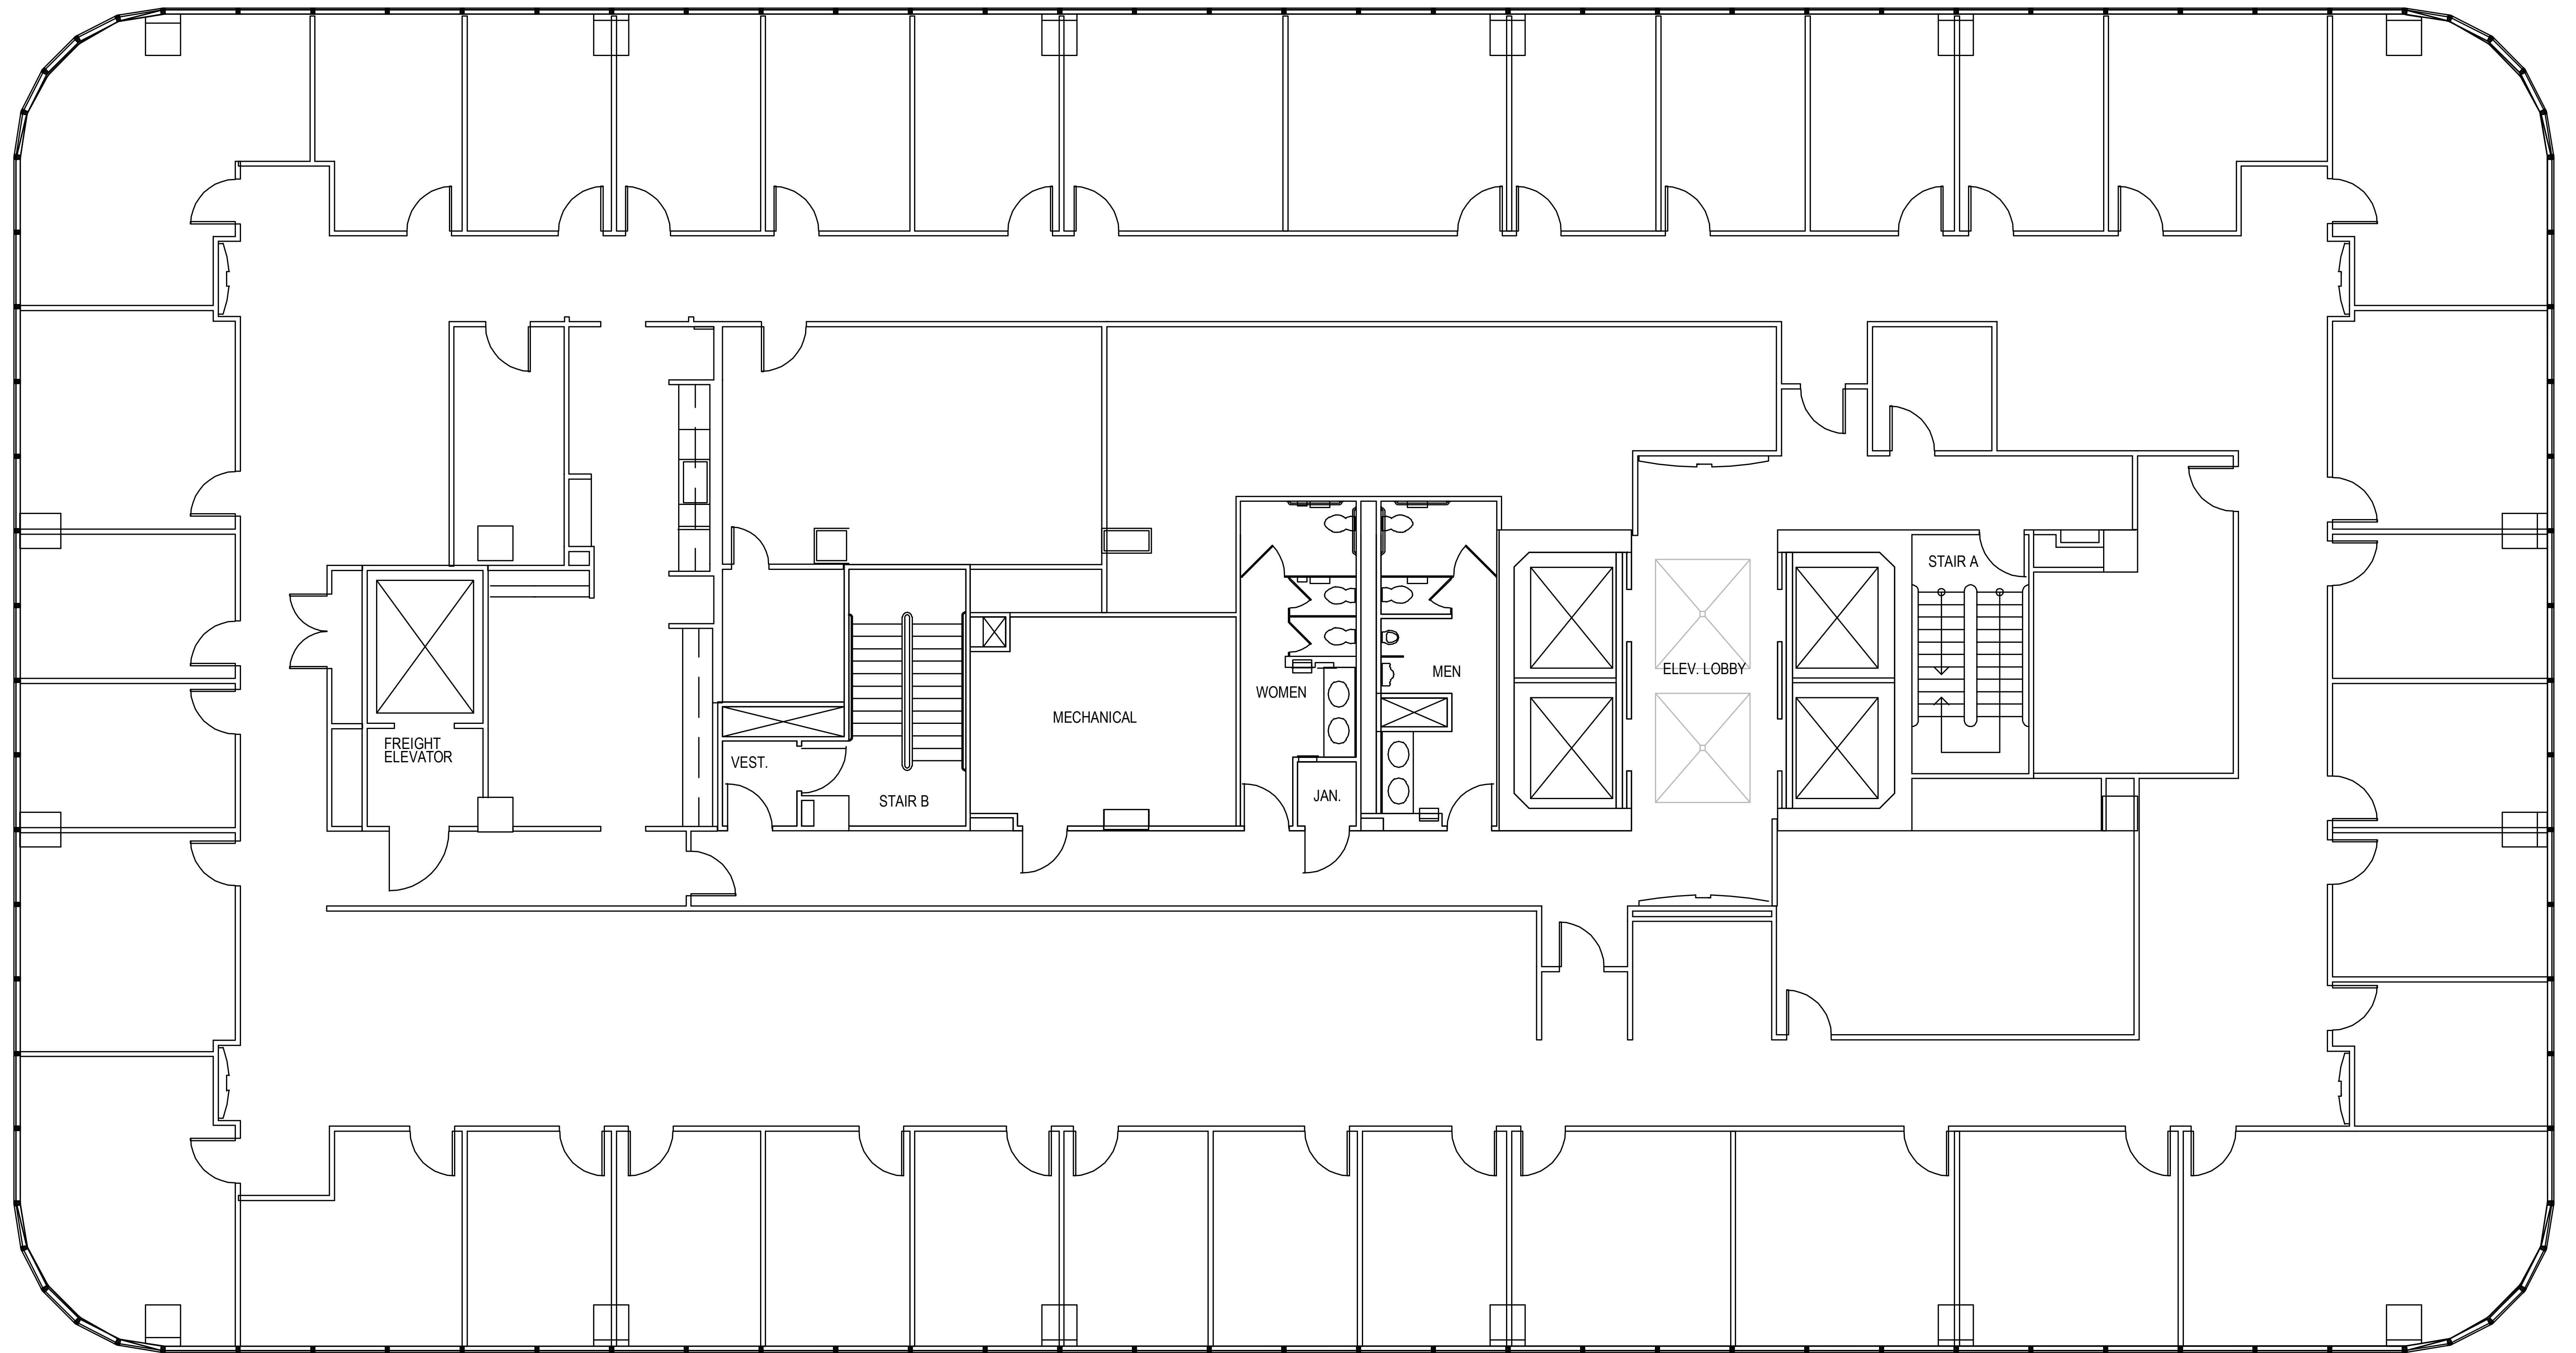 STAIR A
ELEV. LOBBY
MEN
WOMEN
MECHANICAL
FREIGHT
ELEVATOR
VEST.
STAIR B
JAN.